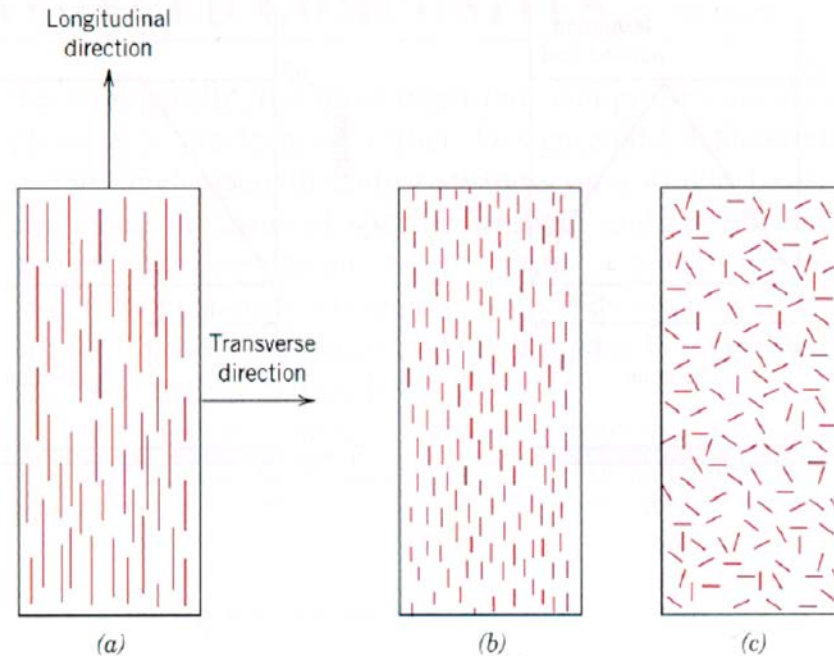 Longitudinal
direction
Transverse
direction
(a)
(b)
(c)